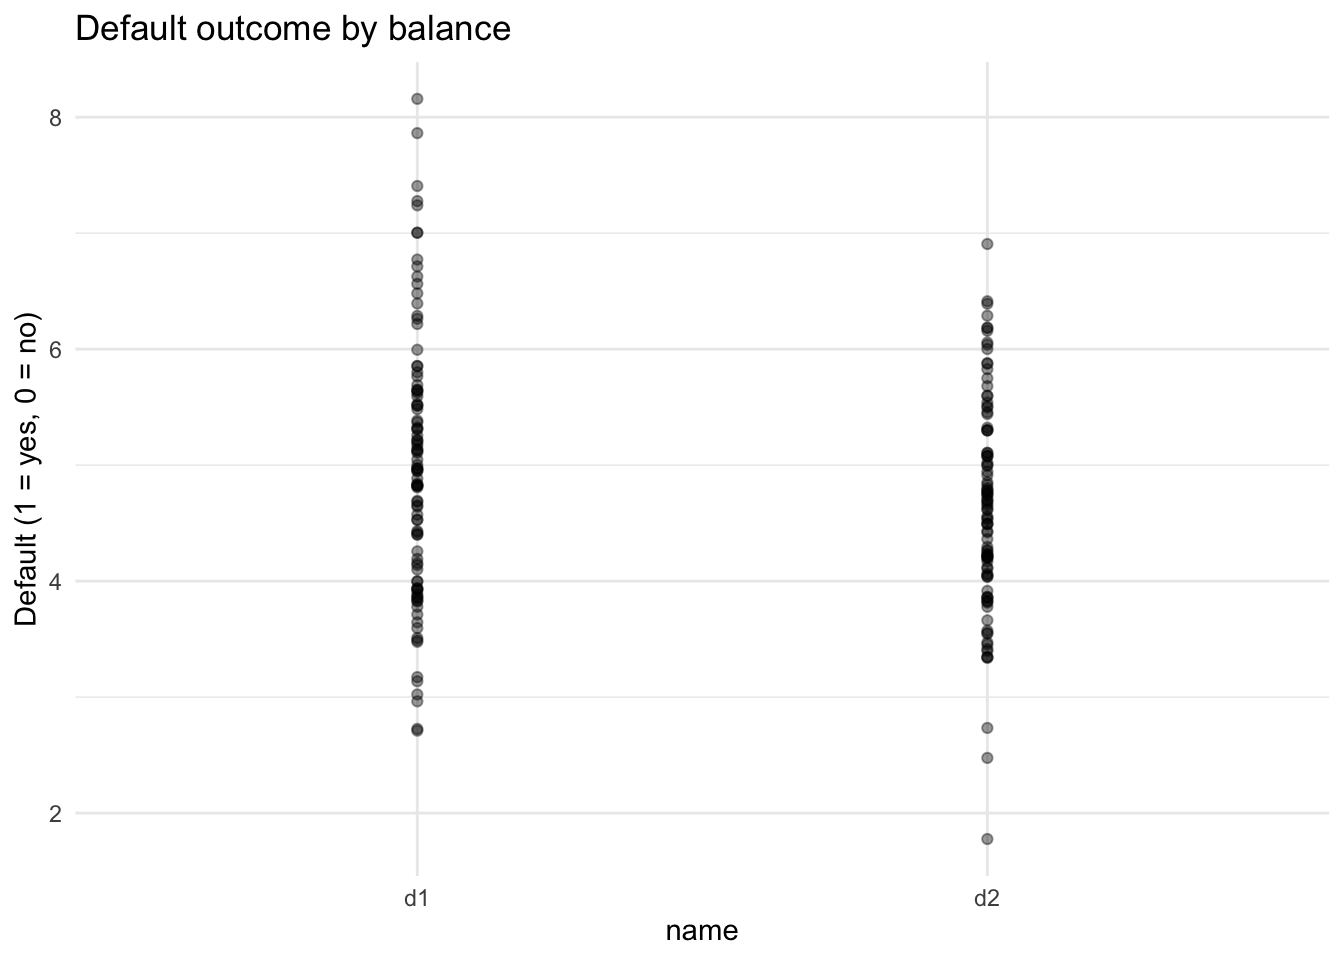 Default outcome by balance
Default (1 = yes, 0 = no)
8
6
4
2
d1
d2
name